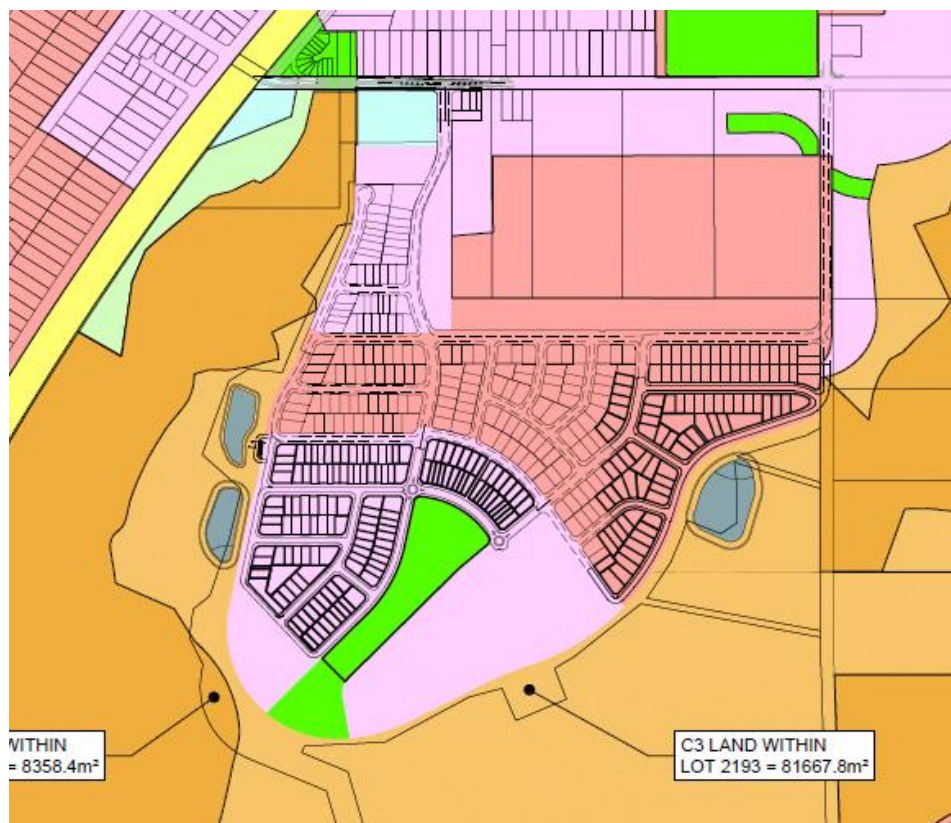 WITHIN
= 8358.4m²
C3 LAND WITHIN
LOT 2193 = 81667.8m²